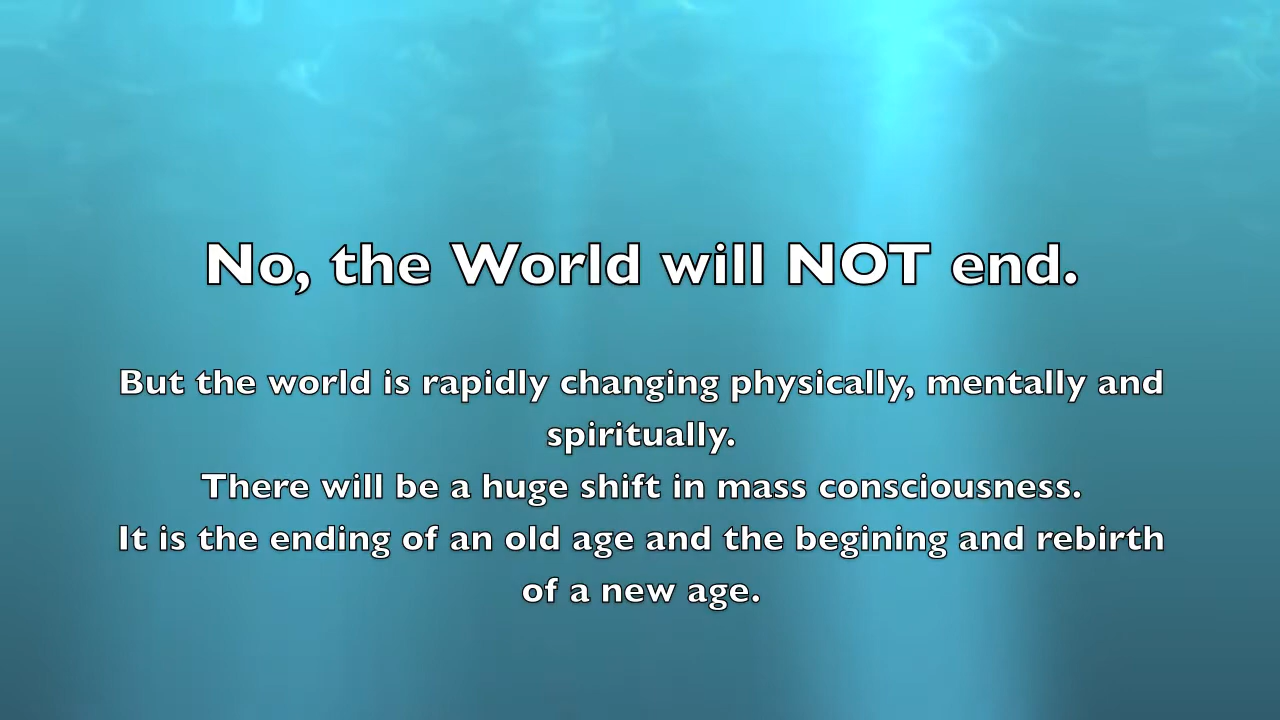 No, the World will NOT end.
But the world is rapidly changing physically, mentally and
spiritually.
There will be a huge shift in mass consciousness.
It is the ending of an old age and the begining and rebirth
of a new age.